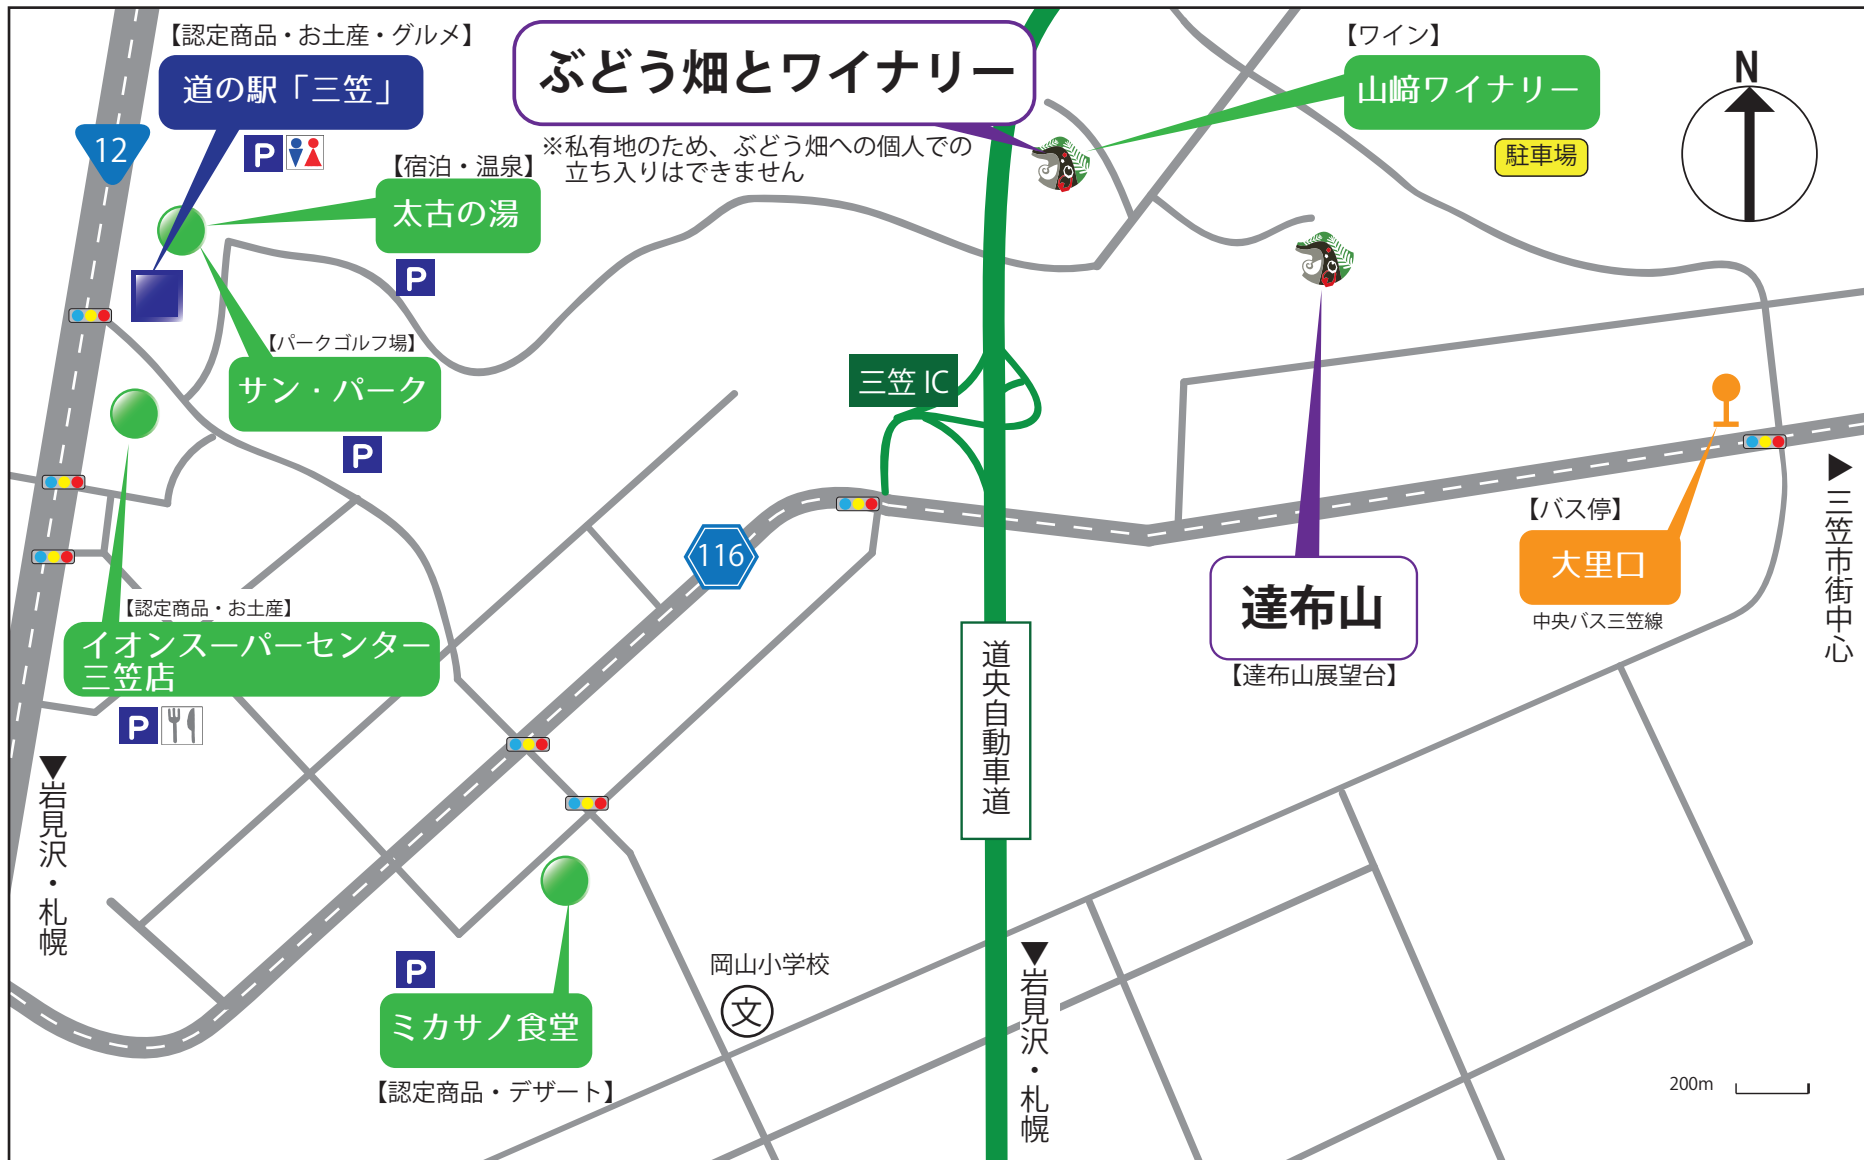 【認定商品・お土産・グルメ】
道の駅「三笠」
P
12
【宿泊・温泉】
太古の湯
P
【パークゴルフ場】
サン・パーク
P
ぶどう畑とワイナリー
※私有地のため、ぶどう畑への個人での
立ち入りはできません
【ワイン】
山﨑ワイナリー
駐車場
N
三笠 IC
116
【認定商品・お土産】
イオンスーパーセンター
三笠店
P
▼岩見沢・札幌
道央自動車道
達布山
【達布山展望台】
【バス停】
大里口
中央バス三笠線
▶三笠市街中心
P
ミカサノ食堂
【認定商品・デザート】
岡山小学校
文
▼岩見沢・札幌
200m